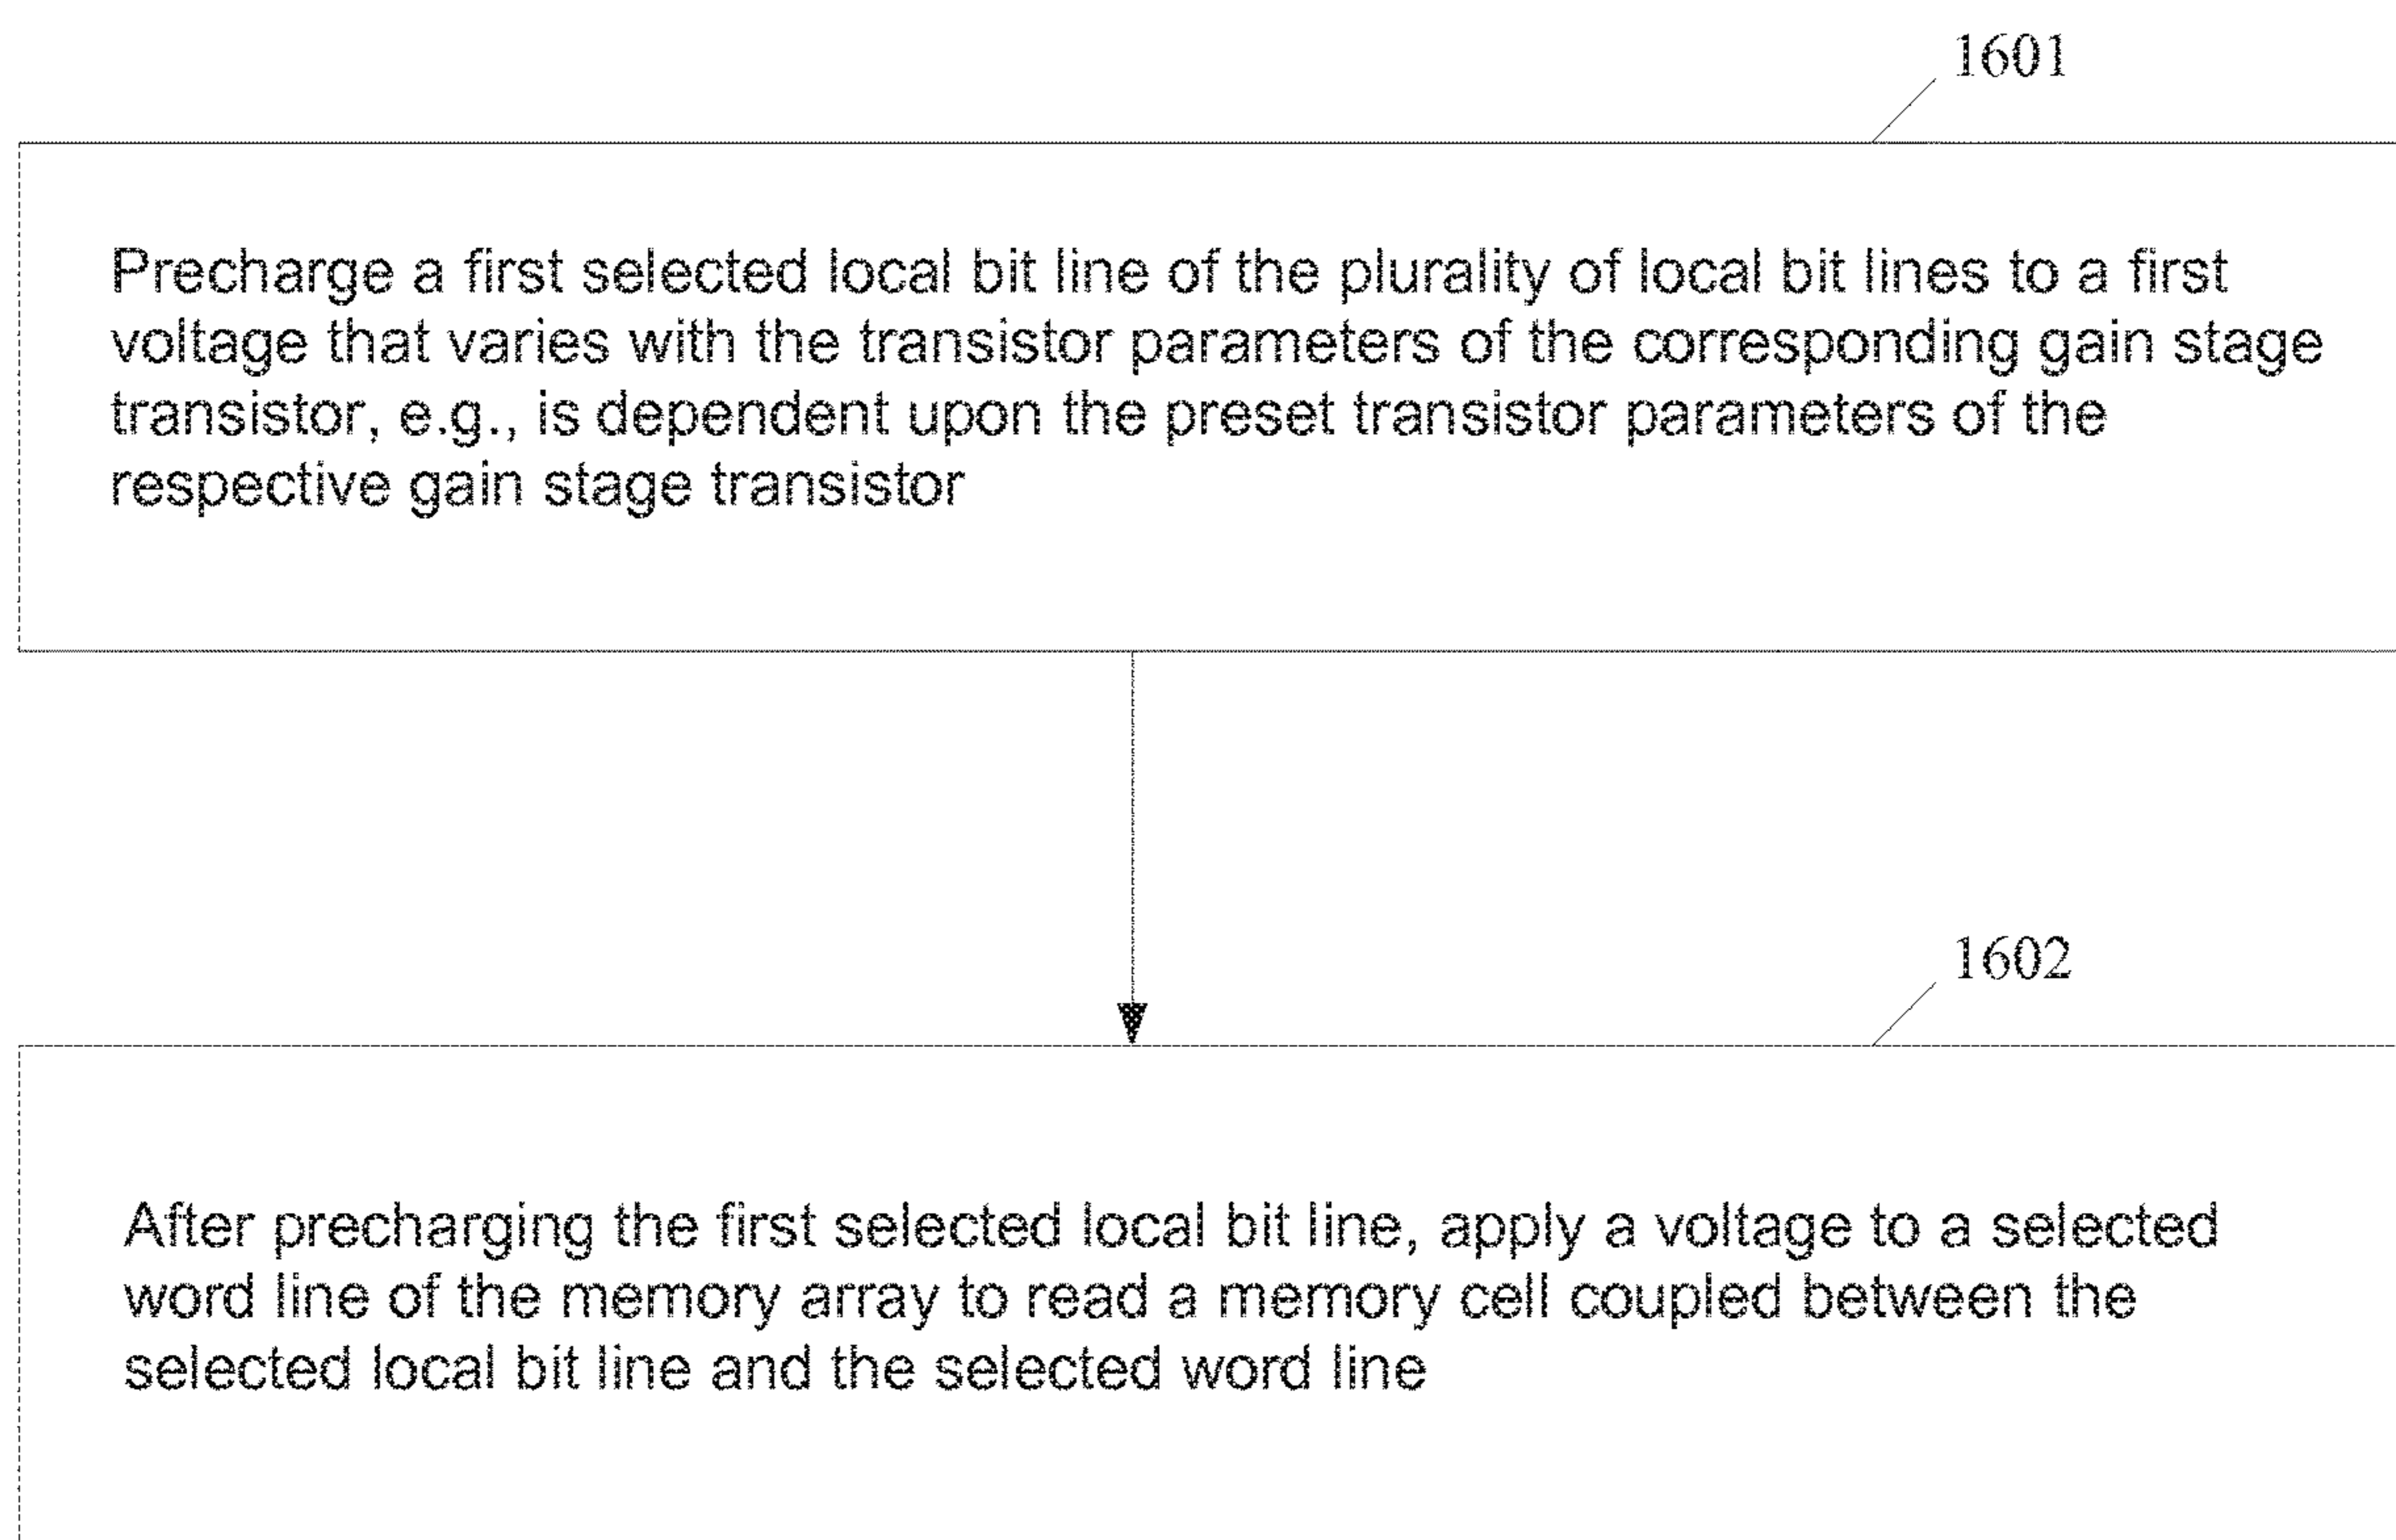 1601
Precharge a first selected local bit line of the plurality of local bit lines to a first
voltage that varies with the transistor parameters of the corresponding gain stage
transistor, e.g., is dependent upon the preset transistor parameters of the
respective gain stage transistor
1602
After precharging the first selected local bit line, apply a voltage to a selected
word line of the memory array to read a memory cell coupled between the
selected local bit line and the selected word line